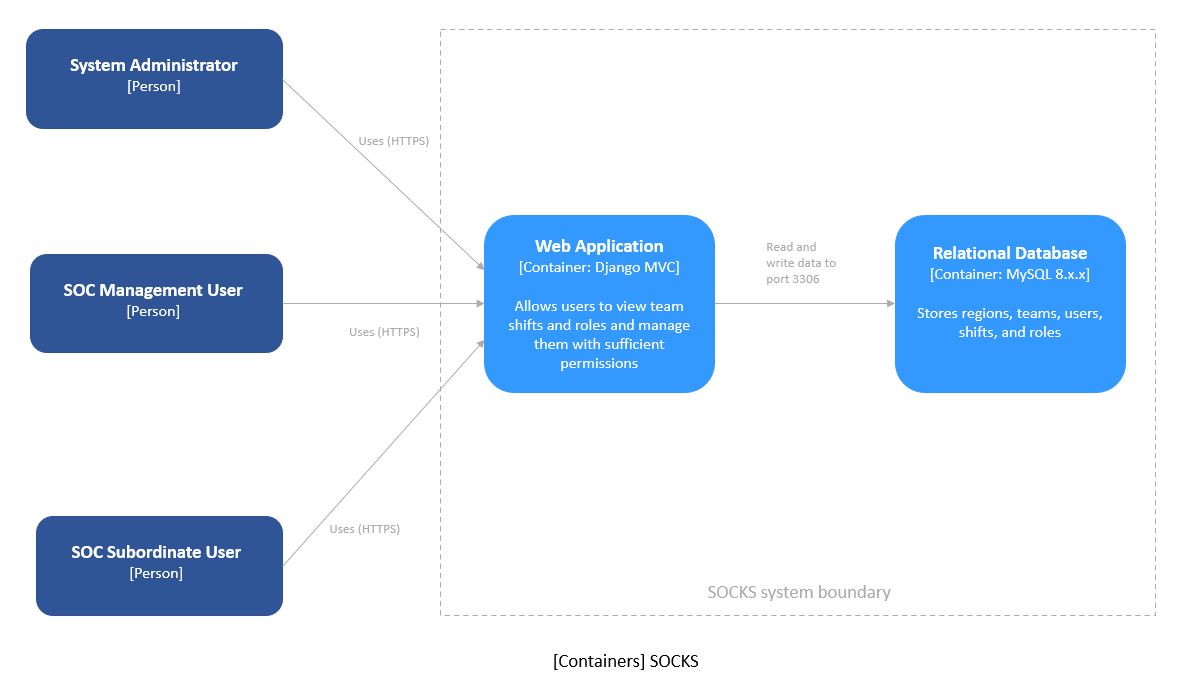 System Administrator
[Person]
Uses (HTTPS)
SOC Management User
[Person]
Uses (HTTPS)
SOC Subordinate User
[Person]
Uses (HTTPS)
Web Application
[Container: Django MVC]
Allows users to view team
shifts and roles and manage
them with sufficient
permissions
Read and
write data to
port 3306
Relational Database
[Container: MySQL 8.x.x]
Stores regions, teams, users,
shifts, and roles
SOCKS system boundary
[Containers] SOCKS